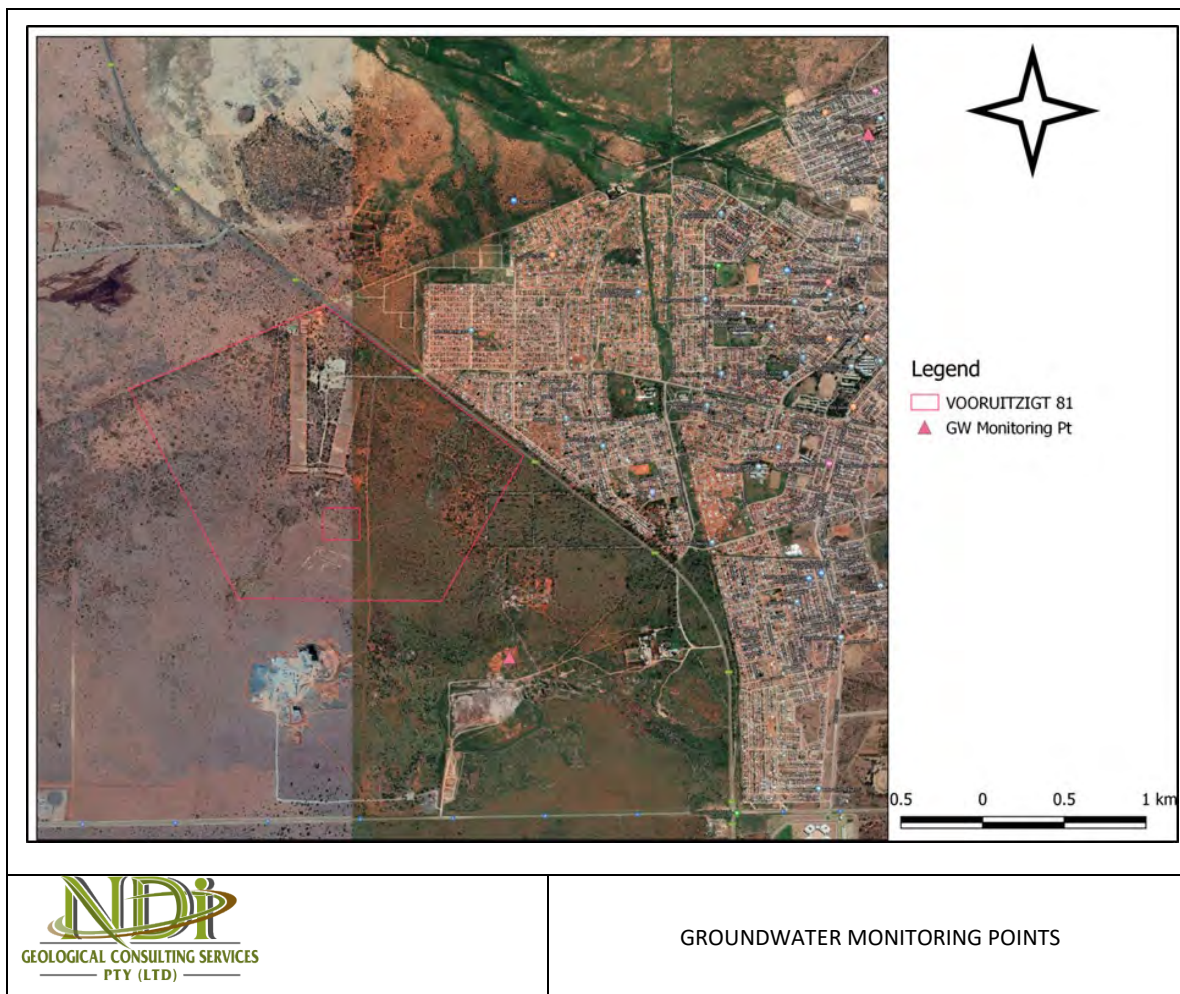 Legend
VOORUITZIGT 81
GW Monitoring Pt
0.5 0 0.5 1 km
NDi
GEOLOGICAL CONSULTING SERVICES
PTY (LTD)
GROUNDWATER MONITORING POINTS